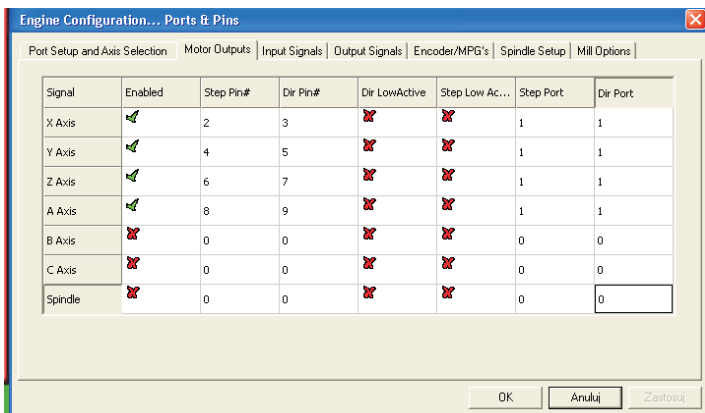 Engine Configuration... Ports & Pins
Port Setup and Axis Selection Motor Outputs Input Signals Output Signals Encoder/MPG's Spindle Setup Mill Options
Signal Enabled Step Pin# Dir Pin# Dir LowActive Step Low Ac... Step Port Dir Port
X Axis 2 3 1 1
Y Axis 4 5 1 1
Z Axis 6 7 1 1
A Axis 8 9 1 1
B Axis 0 0 0 0
C Axis 0 0 0 0
Spindle 0 0 0 0
OK Anuluj Zastosuj